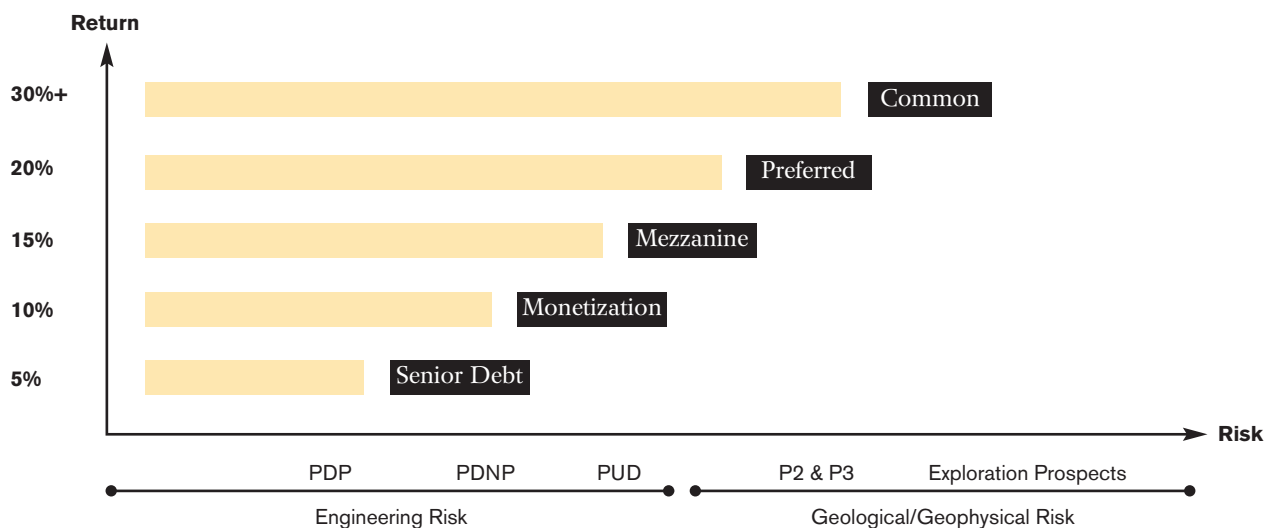 Return
30%+
Common
20%
Preferred
15%
Mezzanine
10%
Monetization
5%
Senior Debt
Risk
PDP PDNP PUD P2 & P3 Exploration Prospects
Engineering Risk Geological/Geophysical Risk